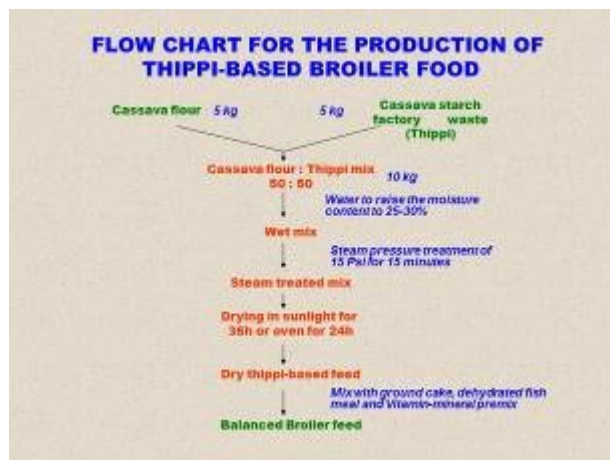 FLOW CHART FOR THE PRODUCTION OF
THIPPI-BASED BROILER FOOD
Cassava flour 5 kg 5 kg Cassava starch
factory waste
(Thippi)
Cassava flour : Thippi mix
50 : 50
10 kg
Water to raise the moisture
content to 25-30%
Wet mix
Steam pressure treatment of
15 Psi for 15 minutes
Steam treated mix
Drying in sunlight for
36h or oven for 24h
Dry thippi-based feed
Mix with ground cake, dehydrated fish
meal and Vitamin-mineral premix
Balanced Broiler feed